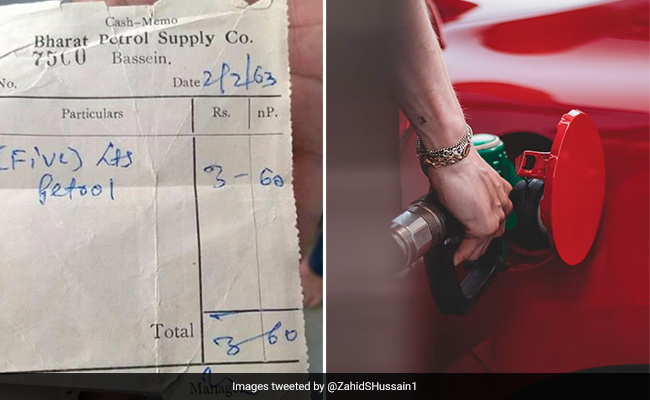 Cash-Memo
Bharat Petrol Supply Co.
7500 Bassein.
No. Date 2/2/63
Particulars Rs. nP.
(Five) Lts 3 - 60
Petrol
Total 3 60
Images tweeted by @ZahidSHussain1